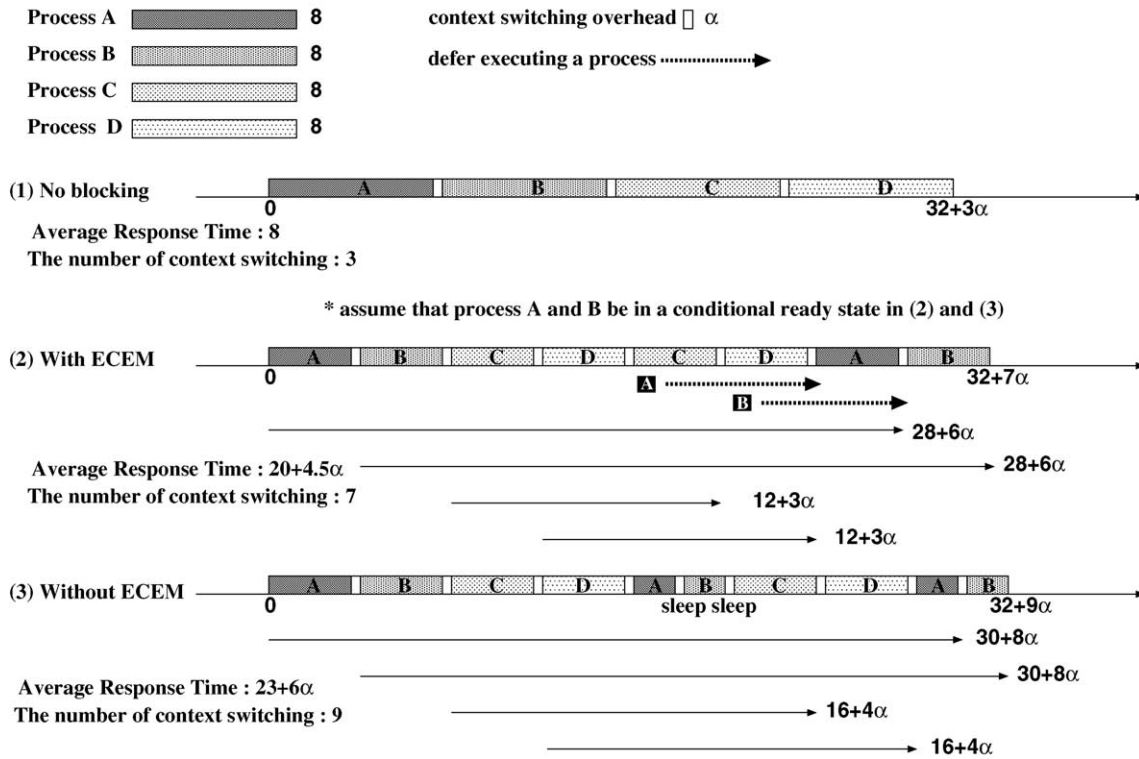 Process A 8
Process B 8
Process C 8
Process D 8
context switching overhead α
defer executing a process
(1) No blocking
A B C D
0 32+3α
Average Response Time : 8
The number of context switching : 3
* assume that process A and B be in a conditional ready state in (2) and (3)
(2) With ECEM
A B C D C D A B
0 32+7α
A
B
28+6α
28+6α
Average Response Time : 20+4.5α
The number of context switching : 7
12+3α
12+3α
(3) Without ECEM
A B C D A B C D A B
0 sleep sleep 32+9α
30+8α
30+8α
Average Response Time : 23+6α
The number of context switching : 9
16+4α
16+4α